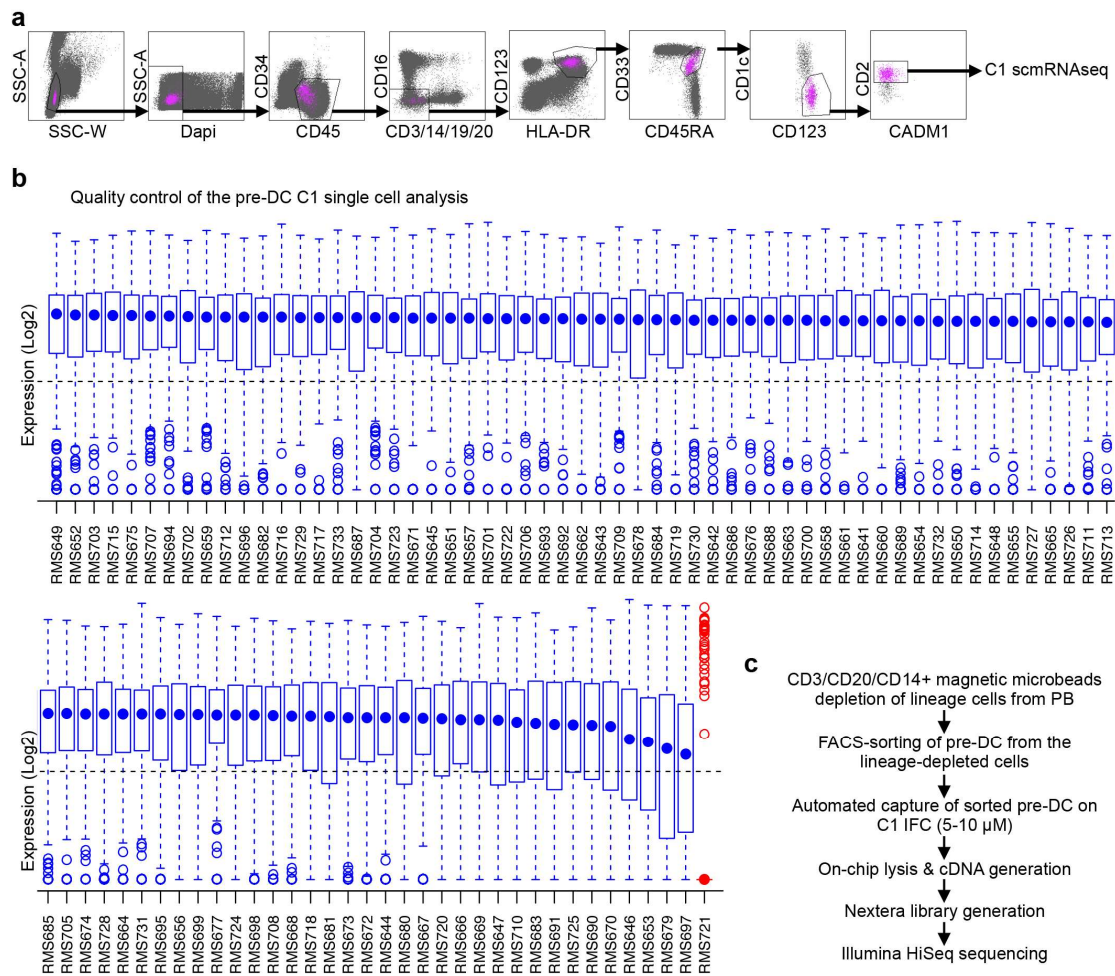 a
SSC-A
SSC-W
SSC-A
Dapi
CD34
CD45
CD16
CD3/14/19/20
CD123
HLA-DR
CD33
CD45RA
CD1c
CD123
CD2
CADM1
C1 scmRNAseq
b
Quality control of the pre-DC C1 single cell analysis
Expression (Log2)
RMS649 RMS652 RMS703 RMS715 RMS675 RMS707 RMS694 RMS702 RMS659 RMS712 RMS696 RMS682 RMS716 RMS729 RMS717 RMS733 RMS687 RMS704 RMS723 RMS671 RMS645 RMS651 RMS657 RMS701 RMS722 RMS706 RMS693 RMS692 RMS662 RMS643 RMS709 RMS678 RMS684 RMS719 RMS730 RMS642 RMS686 RMS676 RMS688 RMS663 RMS700 RMS658 RMS661 RMS641 RMS660 RMS689 RMS654 RMS732 RMS650 RMS714 RMS648 RMS655 RMS727 RMS665 RMS726 RMS711 RMS713
Expression (Log2)
RMS685 RMS705 RMS674 RMS728 RMS664 RMS731 RMS695 RMS656 RMS699 RMS677 RMS724 RMS698 RMS708 RMS668 RMS718 RMS681 RMS673 RMS672 RMS644 RMS680 RMS667 RMS720 RMS666 RMS669 RMS647 RMS710 RMS683 RMS691 RMS725 RMS690 RMS670 RMS646 RMS653 RMS679 RMS697 RMS721
c
CD3/CD20/CD14+ magnetic microbeads
depletion of lineage cells from PB
FACS-sorting of pre-DC from the
lineage-depleted cells
Automated capture of sorted pre-DC on
C1 IFC (5-10 µM)
On-chip lysis & cDNA generation
Nextera library generation
Illumina HiSeq sequencing